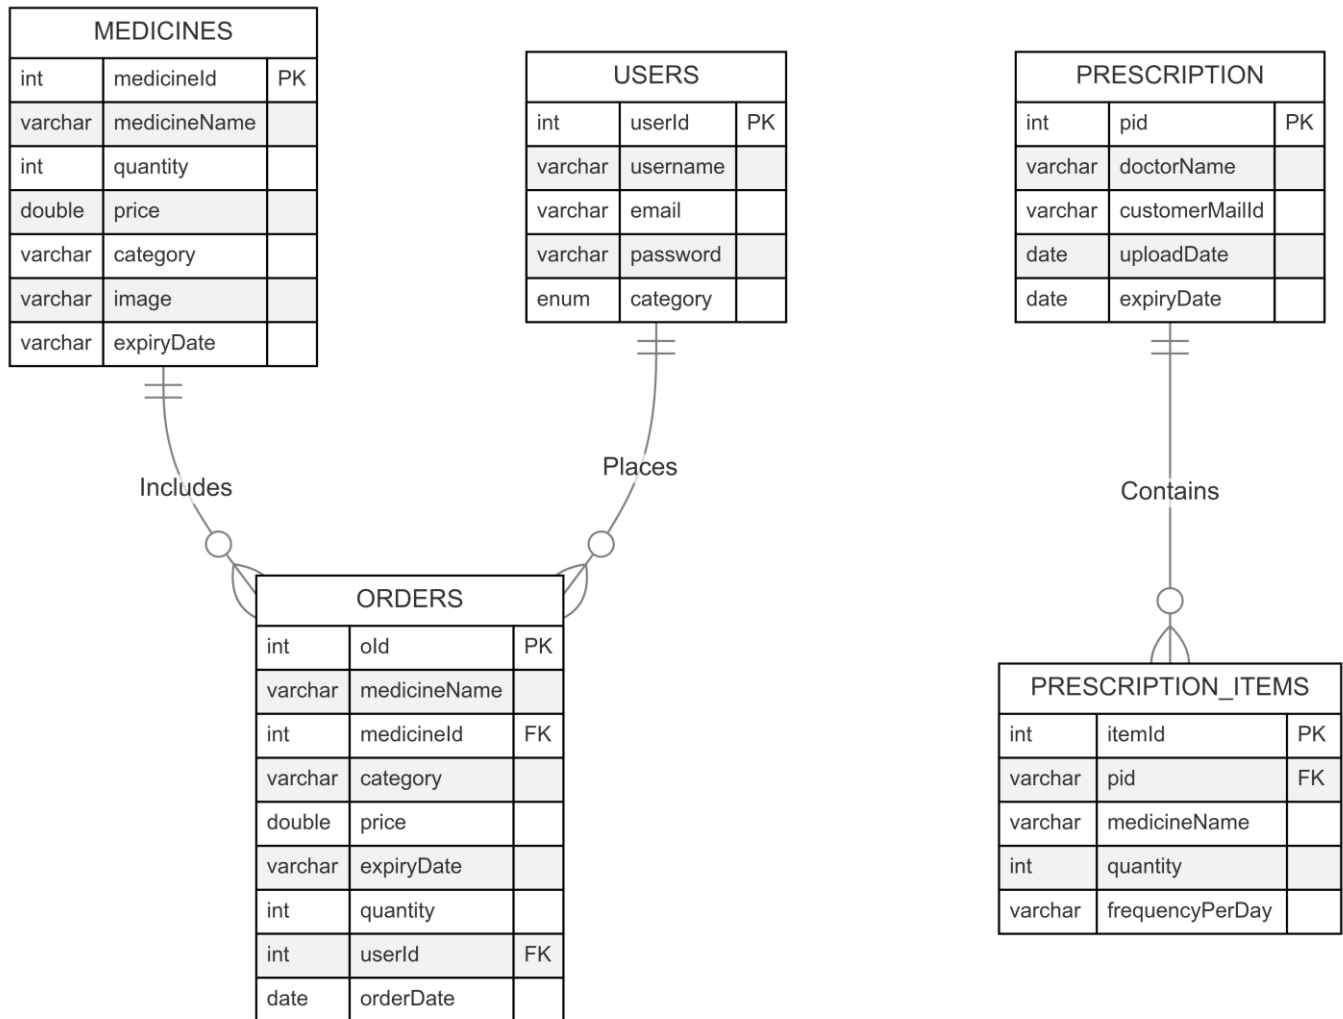 MEDICINES
int medicineId PK
varchar medicineName
int quantity
double price
varchar category
varchar image
varchar expiryDate
USERS
int userId PK
varchar username
varchar email
varchar password
enum category
PRESCRIPTION
int pid PK
varchar doctorName
varchar customerMailId
date uploadDate
date expiryDate
Includes
Places
Contains
ORDERS
int oId PK
varchar medicineName
int medicineId FK
varchar category
double price
varchar expiryDate
int quantity
int userId FK
date orderDate
PRESCRIPTION_ITEMS
int itemId PK
varchar pid FK
varchar medicineName
int quantity
varchar frequencyPerDay